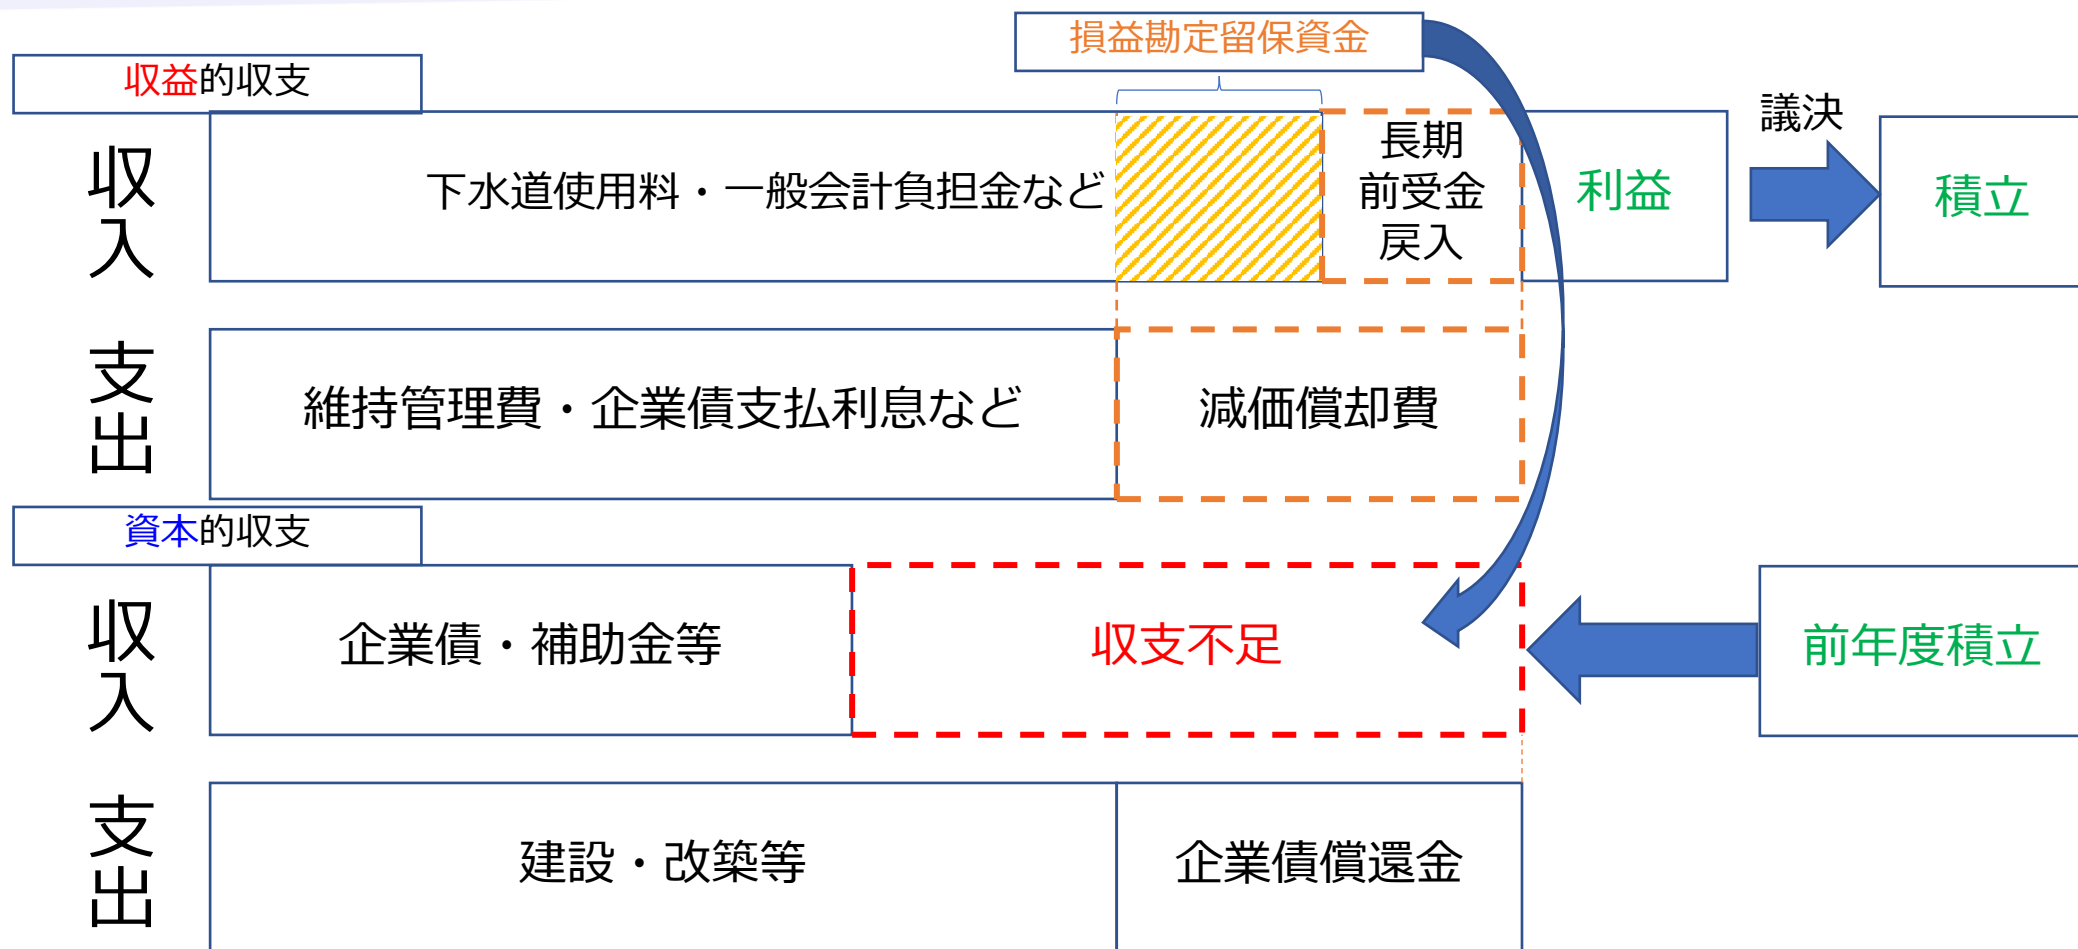 損益勘定留保資金
収益的収支
議決
収入
下水道使用料・一般会計負担金など
長期
前受金
戻入
利益
積立
支出
維持管理費・企業債支払利息など
減価償却費
資本的収支
収入
企業債・補助金等
収支不足
前年度積立
支出
建設・改築等
企業債償還金